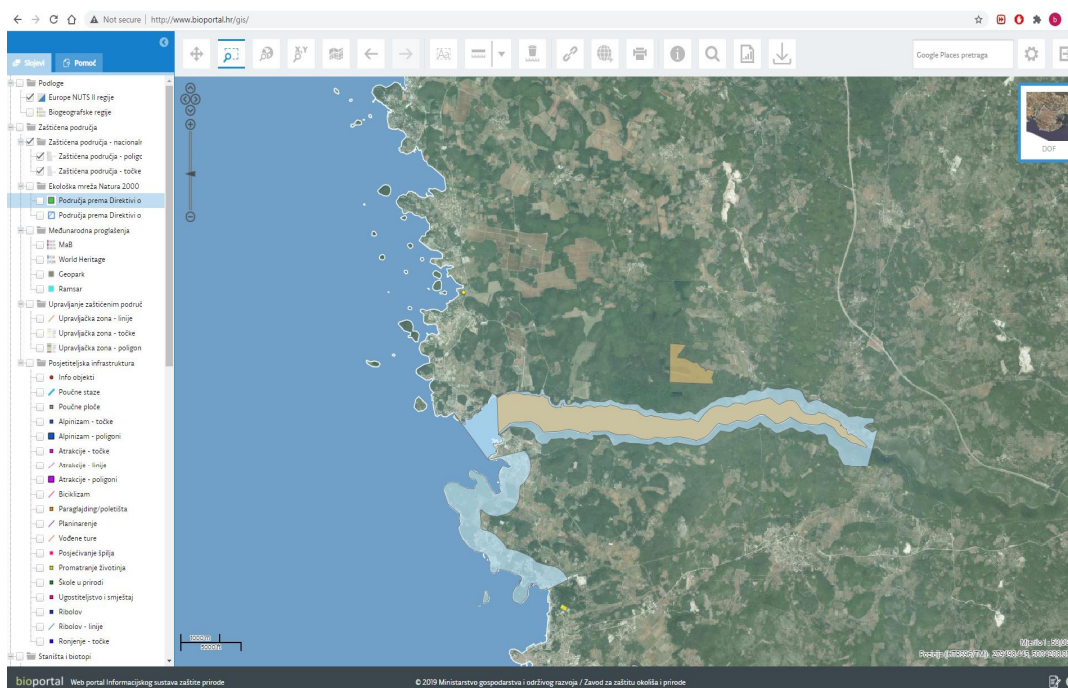 Not secure | http://www.bioportal.hr/gis/
Slojevi
Pomoć
X,Y
Google Places pretraga
DOF
Podloge
Europe NUTS II regije
Biogeografske regije
Zaštićena područja
Zaštićena područja - nacionalr
Zaštićena područja - poligo
Zaštićena područja - točke
Ekološka mreža Natura 2000
Područja prema Direktivi o
Područja prema Direktivi o
Međunarodna proglašenja
MaB
World Heritage
Geopark
Ramsar
Upravljanje zaštićenim područ
Upravljačka zona - linije
Upravljačka zona - točke
Upravljačka zona - poligon
Posjetiteljska infrastruktura
Info objekti
Poučne staze
Poučne ploče
Alpinizam - točke
Alpinizam - poligoni
Atrakcije - točke
Atrakcije - linije
Atrakcije - poligoni
Biciklizam
Paraglajding/poletišta
Planinarenje
Vođene ture
Posjećivanje špilja
Promatranje životinja
Škole u prirodi
Ugostiteljstvo i smještaj
Ribolov
Ribolov - linije
Ronjenje - točke
Staništa i biotopi
1000 m
5000 ft
bioportal Web portal Informacijskog sustava zaštite prirode
© 2019 Ministarstvo gospodarstva i održivog razvoja / Zavod za zaštitu okoliša i prirode